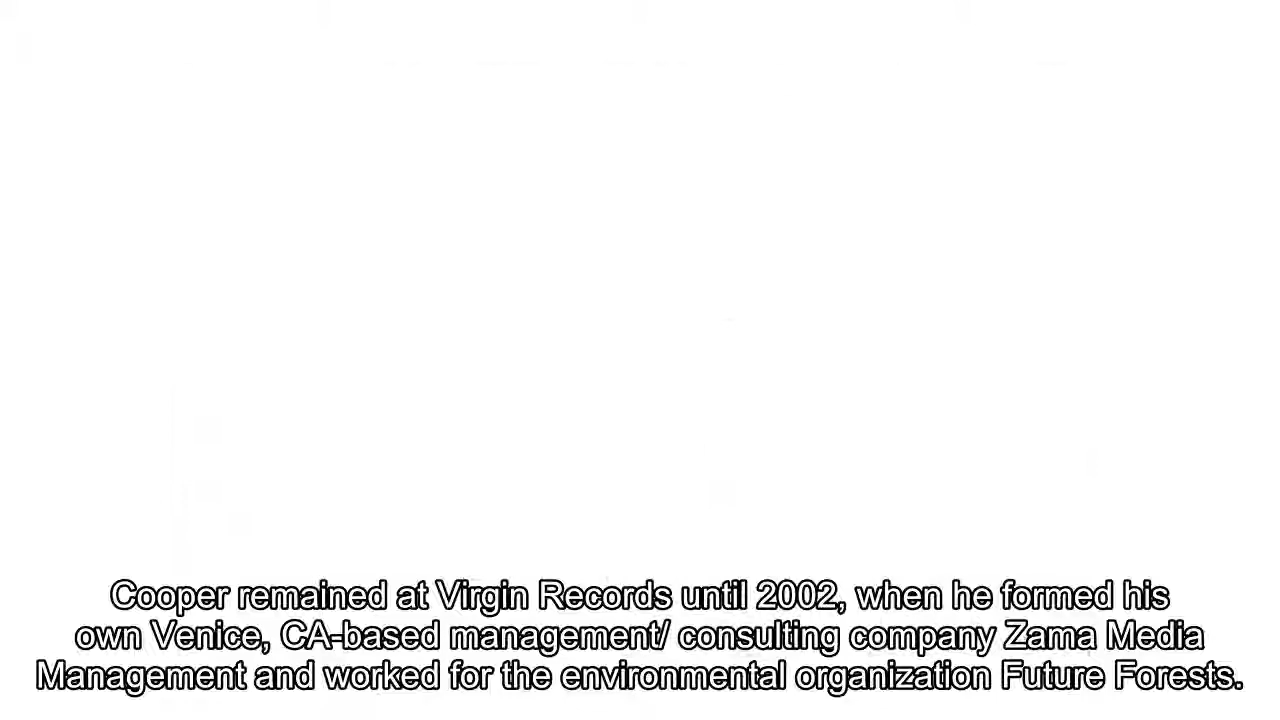 Cooper remained at Virgin Records until 2002, when he formed his
own Venice, CA-based management/ consulting company Zama Media
Management and worked for the environmental organization Future Forests.